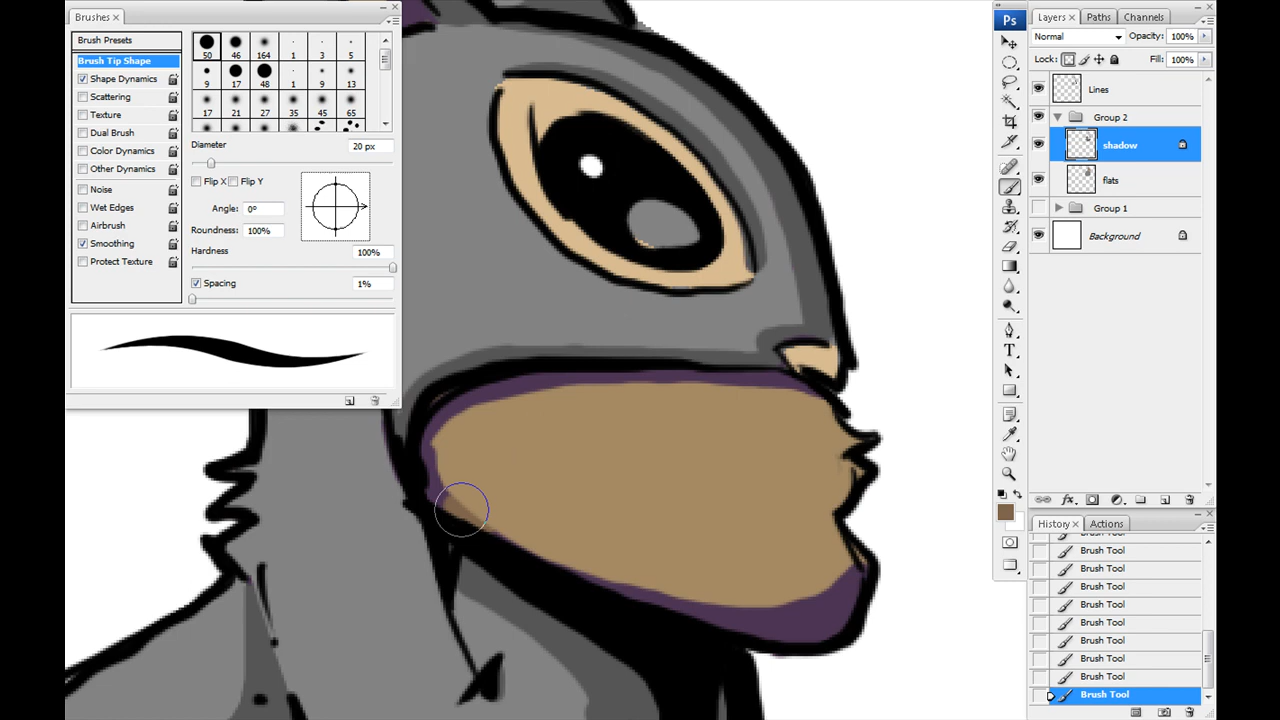 Brushes ×
Brush Presets
Brush Tip Shape
Shape Dynamics
Scattering
Texture
Dual Brush
Color Dynamics
Other Dynamics
Noise
Wet Edges
Airbrush
Smoothing
Protect Texture
50 46 164 1 3 5
9 17 48 1 9 13
17 21 27 35 45 65
Diameter 20 px
Flip X Flip Y
Angle: 0°
Roundness: 100%
Hardness 100%
Spacing 1%
Ps
T
Layers × Paths Channels
Normal Opacity: 100%
Lock: Fill: 100%
Lines
Group 2
shadow
flats
Group 1
Background
fx
History × Actions
Brush Tool
Brush Tool
Brush Tool
Brush Tool
Brush Tool
Brush Tool
Brush Tool
Brush Tool
Brush Tool
Brush Tool